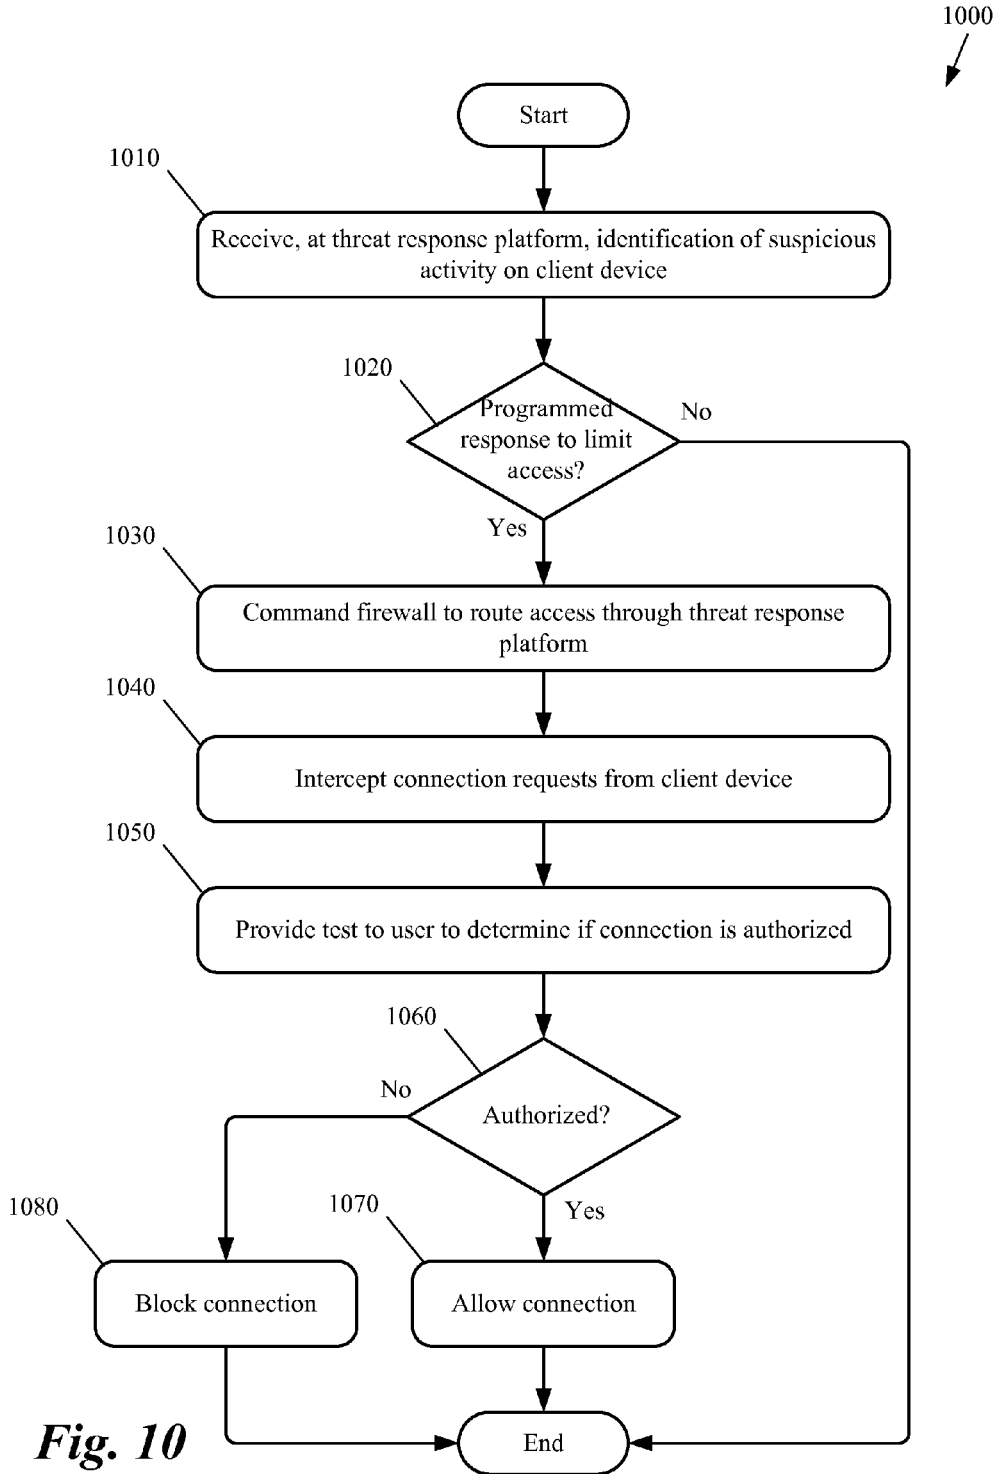 1000
Start
1010
Receive, at threat response platform, identification of suspicious
activity on client device
1020
Programmed
response to limit
access?
No
Yes
1030
Command firewall to route access through threat response
platform
1040
Intercept connection requests from client device
1050
Provide test to user to determine if connection is authorized
1060
No
Authorized?
Yes
1080
1070
Block connection
Allow connection
End
Fig. 10